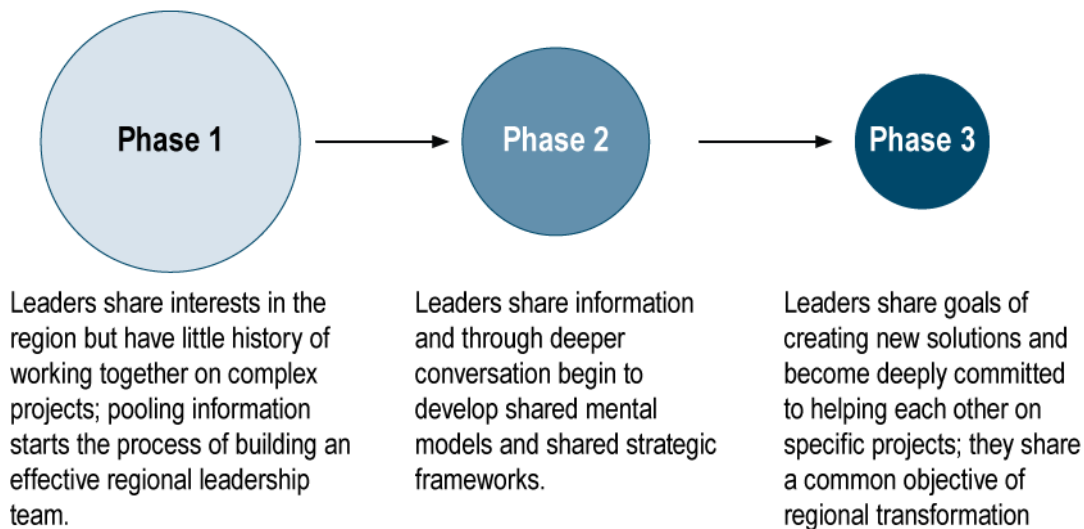 Phase 1
Phase 2
Phase 3
Leaders share interests in the
region but have little history of
working together on complex
projects; pooling information
starts the process of building an
effective regional leadership
team.
Leaders share information
and through deeper
conversation begin to
develop shared mental
models and shared strategic
frameworks.
Leaders share goals of
creating new solutions and
become deeply committed
to helping each other on
specific projects; they share
a common objective of
regional transformation